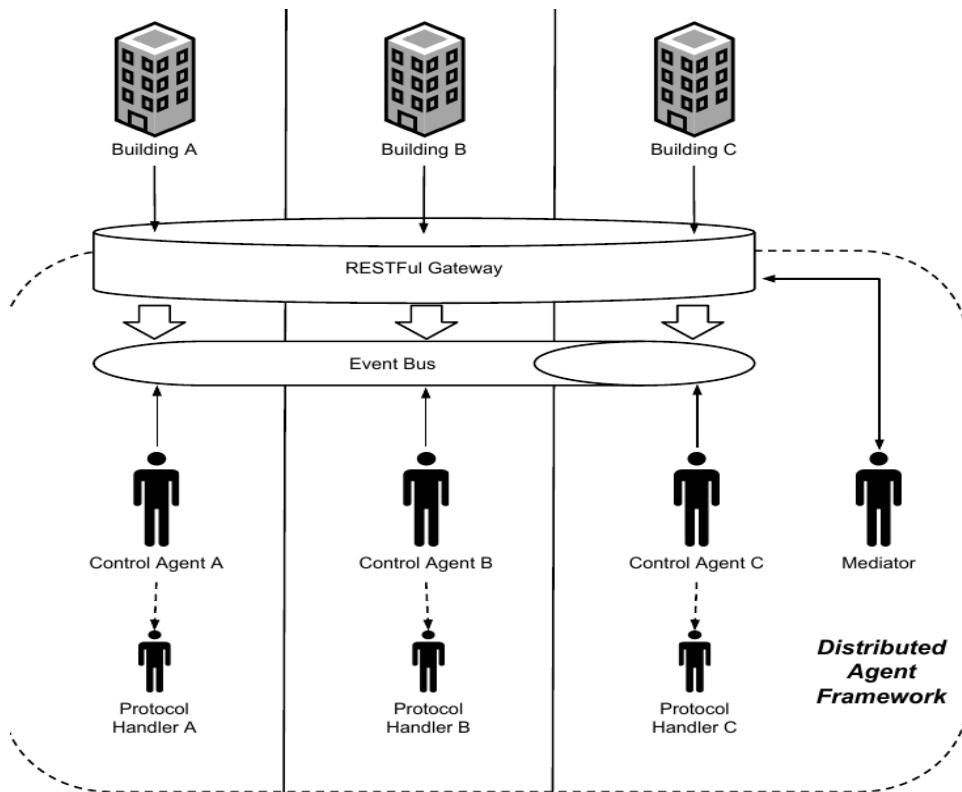 Building A
Building B
Building C
RESTFul Gateway
Event Bus
Control Agent A
Control Agent B
Control Agent C
Mediator
Protocol
Handler A
Protocol
Handler B
Protocol
Handler C
Distributed
Agent
Framework